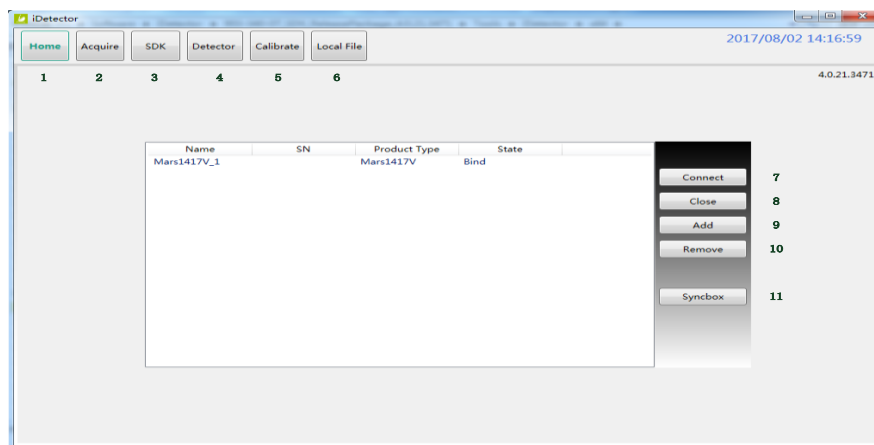 iDetector
Home Acquire SDK Detector Calibrate Local File
2017/08/02 14:16:59
1 2 3 4 5 6
4.0.21.3471
Name SN Product Type State
Mars1417V_1 Mars1417V Bind
Connect 7
Close 8
Add 9
Remove 10
Syncbox 11